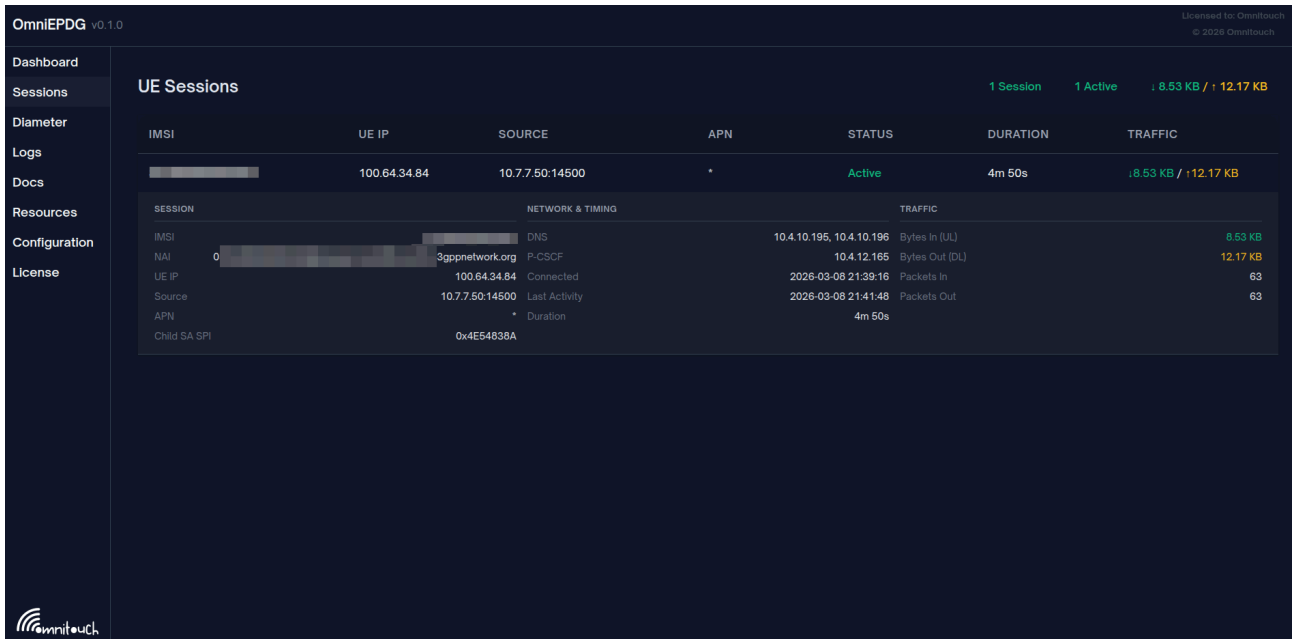 OmniEPDG v0.1.0
Licensed to: Omnitouch
© 2026 Omnitouch
Dashboard
Sessions
Diameter
Logs
Docs
Resources
Configuration
License
UE Sessions
1 Session 1 Active ↓ 8.53 KB / ↑ 12.17 KB
IMSI UE IP SOURCE APN STATUS DURATION TRAFFIC
100.64.34.84 10.7.7.50:14500 * Active 4m 50s ↓8.53 KB / ↑12.17 KB
SESSION
IMSI
NAI 0 3gppnetwork.org
UE IP 100.64.34.84
Source 10.7.7.50:14500
APN *
Child SA SPI 0x4E54838A
NETWORK & TIMING
DNS 10.4.10.195, 10.4.10.196
P-CSCF 10.4.12.165
Connected 2026-03-08 21:39:16
Last Activity 2026-03-08 21:41:48
Duration 4m 50s
TRAFFIC
Bytes In (UL) 8.53 KB
Bytes Out (DL) 12.17 KB
Packets In 63
Packets Out 63
omnitouch